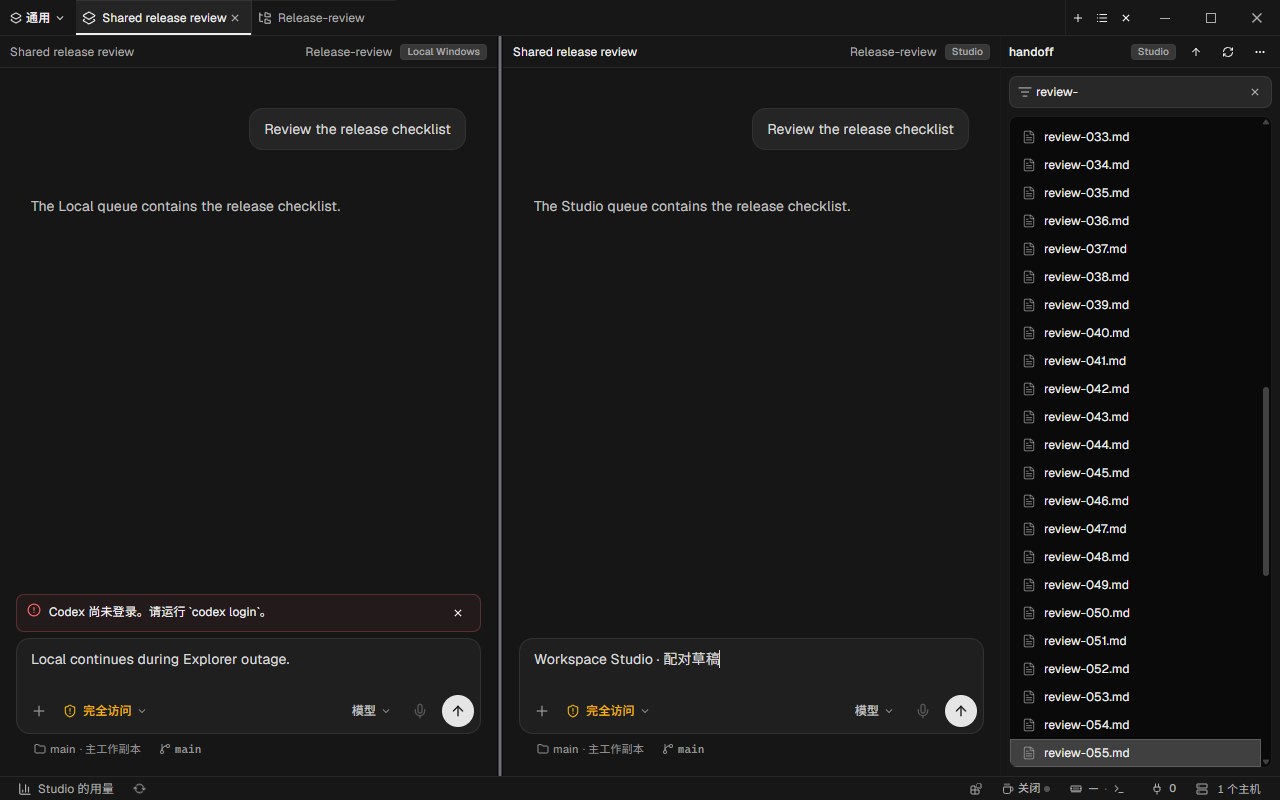 通用
Shared release review
Release-review
Shared release review
Release-review
Local Windows
Review the release checklist
The Local queue contains the release checklist.
Codex 尚未登录。请运行 `codex login`。
Local continues during Explorer outage.
完全访问
模型
main · 主工作副本
main
Shared release review
Release-review
Studio
Review the release checklist
The Studio queue contains the release checklist.
Workspace Studio · 配对草稿
完全访问
模型
main · 主工作副本
main
handoff
Studio
review-
review-033.md
review-034.md
review-035.md
review-036.md
review-037.md
review-038.md
review-039.md
review-040.md
review-041.md
review-042.md
review-043.md
review-044.md
review-045.md
review-046.md
review-047.md
review-048.md
review-049.md
review-050.md
review-051.md
review-052.md
review-053.md
review-054.md
review-055.md
Studio 的用量
关闭
— ·
0
1 个主机